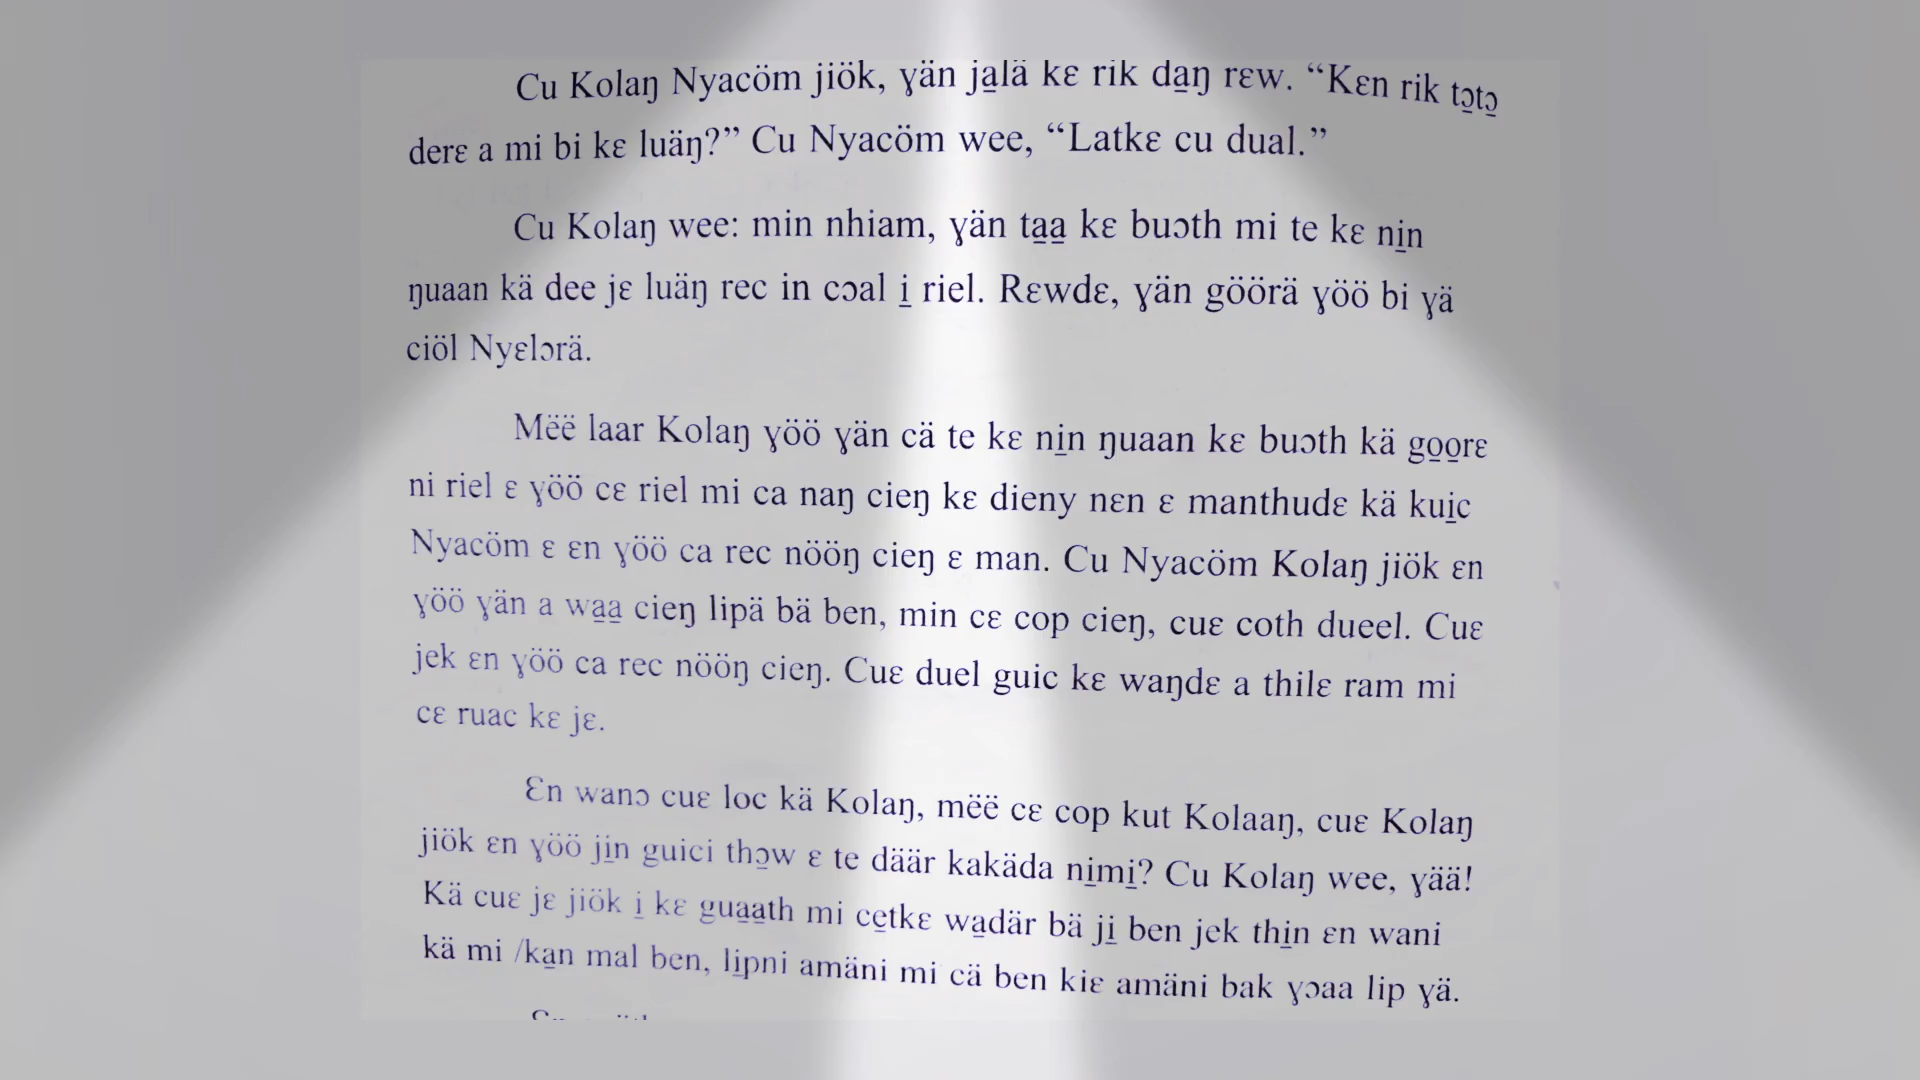 Cu Kolaŋ Nyacöm jiök, ɣän ja̱lä kɛ rik da̱ŋ rɛw. “Kɛn rik tɔ̱tɔ̱
derɛ a mi bi kɛ luäŋ?” Cu Nyacöm wee, “Latkɛ cu dual.”
Cu Kolaŋ wee: min nhiam, ɣän ta̱a̱ kɛ buɔth mi te kɛ ni̱n
ŋuaan kä dee jɛ luäŋ rec in cɔal i̱ riel. Rɛwdɛ, ɣän göörä ɣöö bi ɣä
ciöl Nyɛlɔrä.
Mëë laar Kolaŋ ɣöö ɣän cä te kɛ ni̱n ŋuaan kɛ buɔth kä go̱o̱rɛ
ni riel ɛ ɣöö cɛ riel mi ca naŋ cieŋ kɛ dieny nɛn ɛ manthudɛ kä kui̱c
Nyacöm ɛ ɛn ɣöö ca rec nööŋ cieŋ ɛ man. Cu Nyacöm Kolaŋ jiök ɛn
ɣöö ɣän a wa̱a̱ cieŋ lipä bä ben, min cɛ cop cieŋ, cuɛ coth dueel. Cuɛ
jek ɛn ɣöö ca rec nööŋ cieŋ. Cuɛ duel guic kɛ waŋdɛ a thilɛ ram mi
cɛ ruac kɛ jɛ.
Ɛn wanɔ cuɛ loc kä Kolaŋ, mëë cɛ cop kut Kolaaŋ, cuɛ Kolaŋ
jiök ɛn ɣöö ji̱n guici thɔ̱w ɛ te däär kakäda ni̱mi̱? Cu Kolaŋ wee, ɣää!
Kä cuɛ jɛ jiök i̱ kɛ gua̱a̱th mi ce̱tkɛ wa̱där bä ji̱ ben jek thi̱n ɛn wani
kä mi /ka̱n mal ben, li̱pni amäni mi cä ben kiɛ amäni bak ɣɔaa lip ɣä.